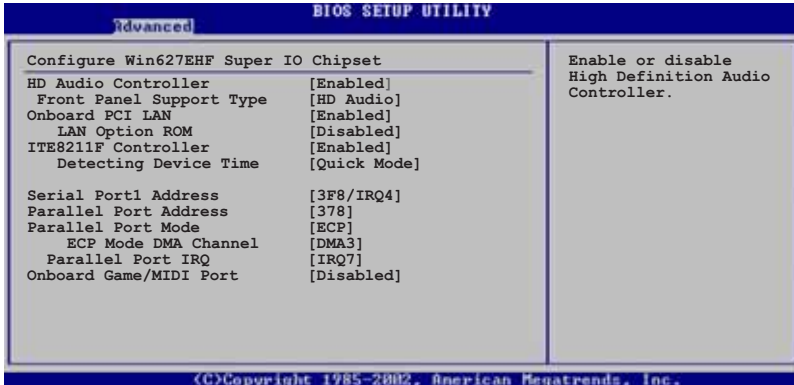 BIOS SETUP UTILITY
Advanced
Configure Win627EHF Super IO Chipset
HD Audio Controller [Enabled]
Front Panel Support Type [HD Audio]
Onboard PCI LAN [Enabled]
LAN Option ROM [Disabled]
ITE8211F Controller [Enabled]
Detecting Device Time [Quick Mode]
Serial Port1 Address [3F8/IRQ4]
Parallel Port Address [378]
Parallel Port Mode [ECP]
ECP Mode DMA Channel [DMA3]
Parallel Port IRQ [IRQ7]
Onboard Game/MIDI Port [Disabled]
Enable or disable
High Definition Audio
Controller.
(C)Copyright 1985-2002, American Megatrends, Inc.